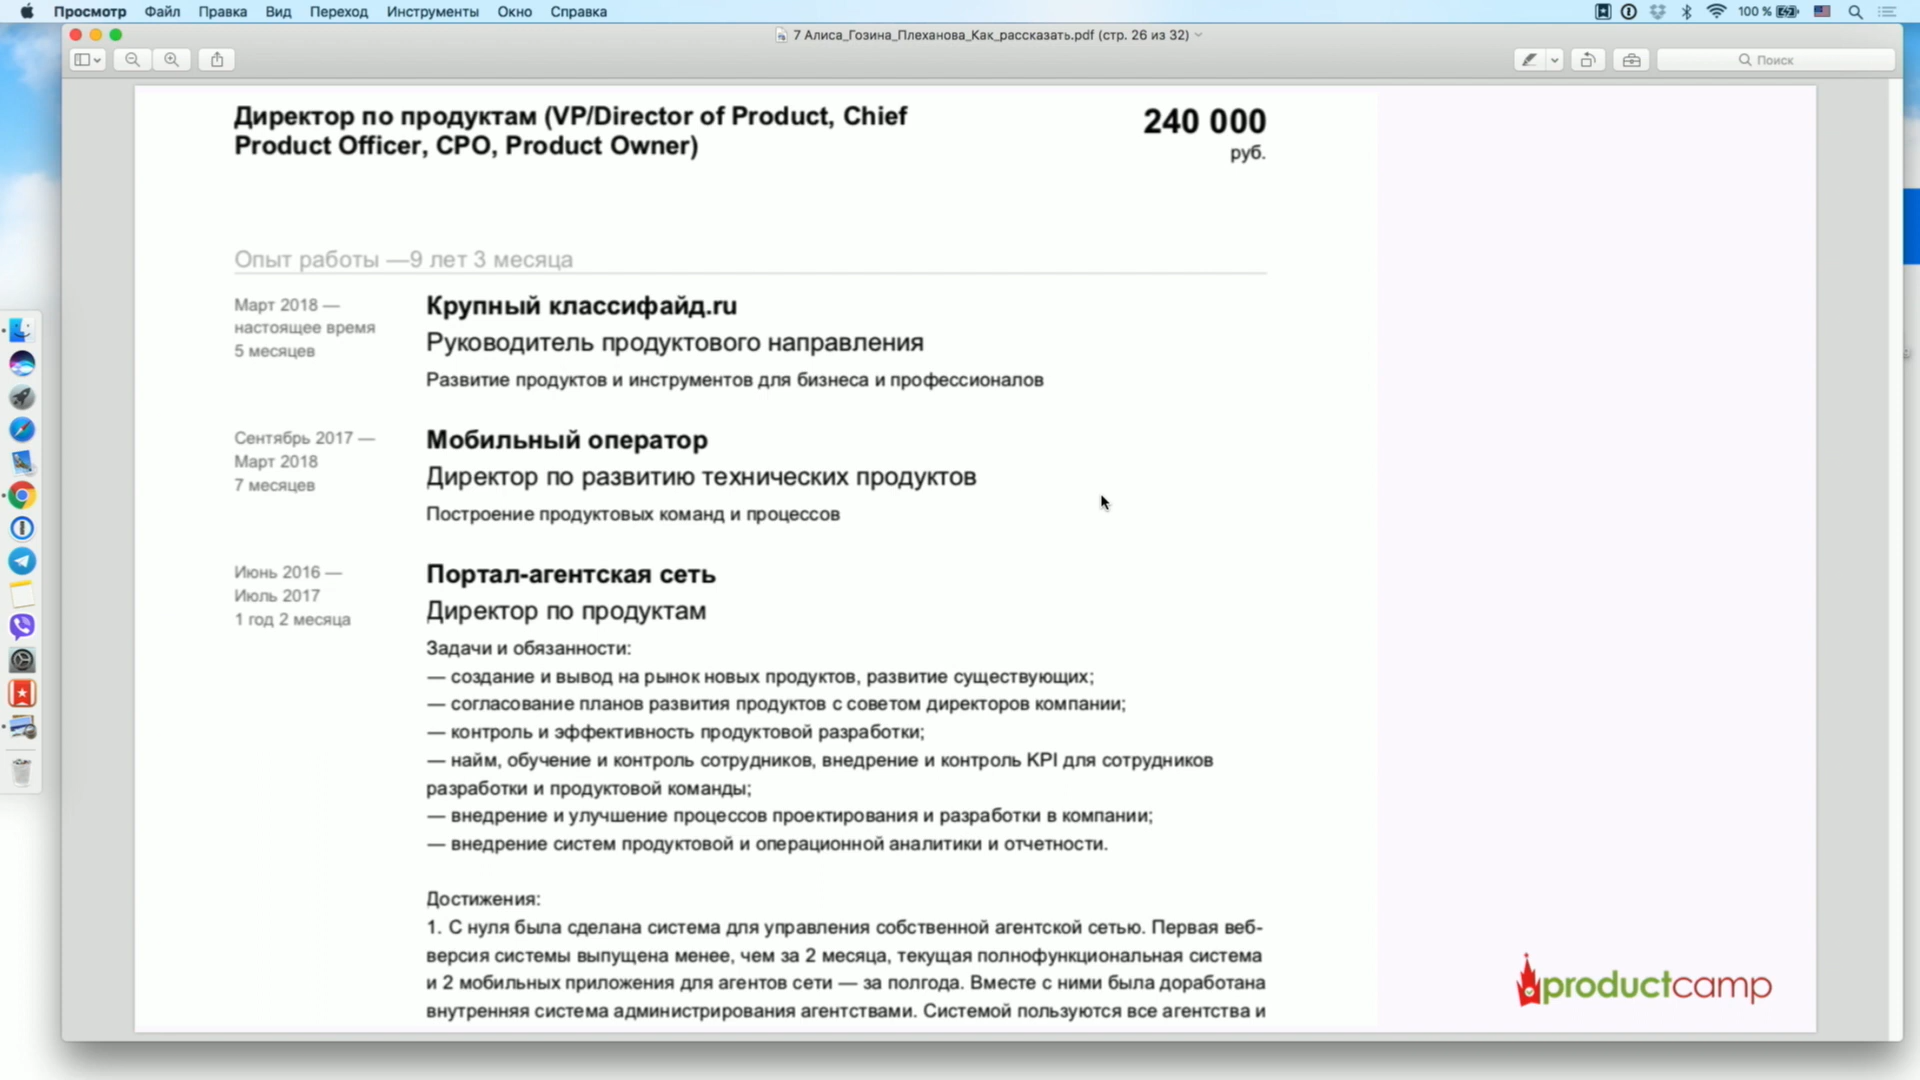 Просмотр Файл Правка Вид Переход Инструменты Окно Справка 100 %
7 Алиса_Гозина_Плеханова_Как_рассказать.pdf (стр. 26 из 32)
Поиск
Директор по продуктам (VP/Director of Product, Chief
Product Officer, CPO, Product Owner)
240 000
руб.
Опыт работы —9 лет 3 месяца
Март 2018 —
настоящее время
5 месяцев
Крупный классифайд.ru
Руководитель продуктового направления
Развитие продуктов и инструментов для бизнеса и профессионалов
Сентябрь 2017 —
Март 2018
7 месяцев
Мобильный оператор
Директор по развитию технических продуктов
Построение продуктовых команд и процессов
Июнь 2016 —
Июль 2017
1 год 2 месяца
Портал-агентская сеть
Директор по продуктам
Задачи и обязанности:
— создание и вывод на рынок новых продуктов, развитие существующих;
— согласование планов развития продуктов с советом директоров компании;
— контроль и эффективность продуктовой разработки;
— найм, обучение и контроль сотрудников, внедрение и контроль KPI для сотрудников
разработки и продуктовой команды;
— внедрение и улучшение процессов проектирования и разработки в компании;
— внедрение систем продуктовой и операционной аналитики и отчетности.
Достижения:
1. С нуля была сделана система для управления собственной агентской сетью. Первая веб-
версия системы выпущена менее, чем за 2 месяца, текущая полнофункциональная система
и 2 мобильных приложения для агентов сети — за полгода. Вместе с ними была доработана
внутренняя система администрирования агентствами. Системой пользуются все агентства и
productcamp